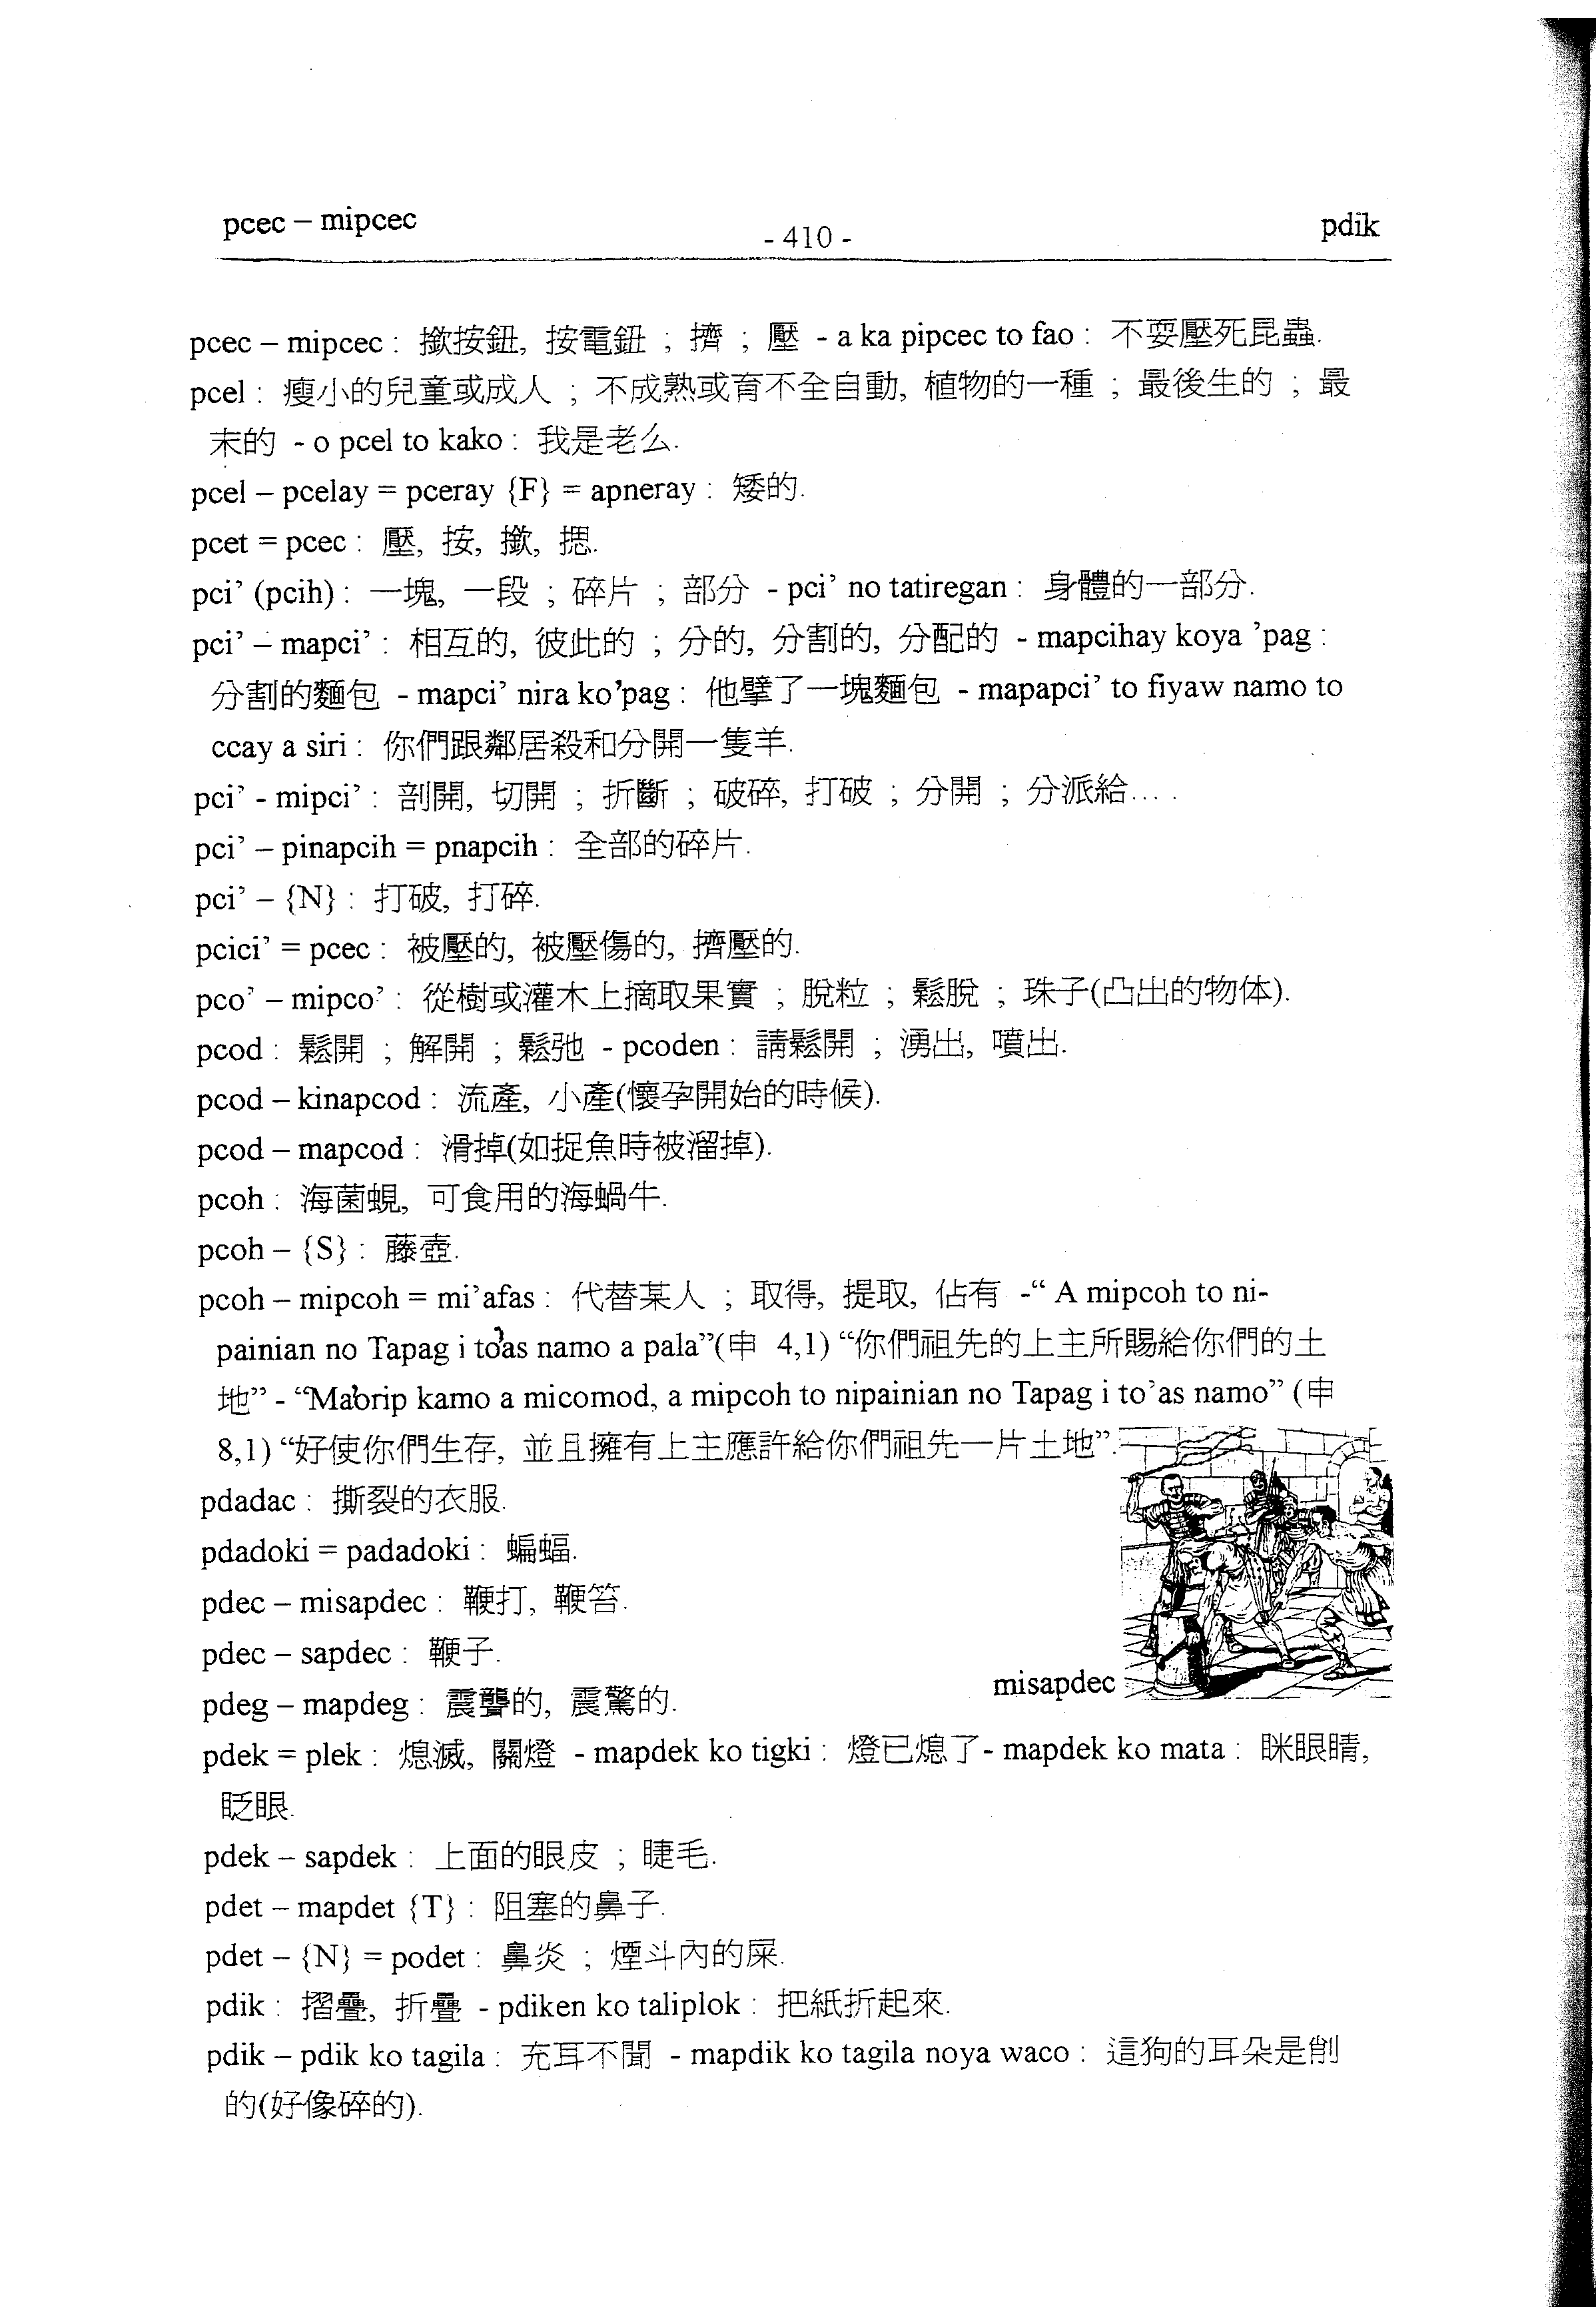 pcec – mipcec
- 410 -
pdik
pcec – mipcec : 撳按鈕, 按電鈕 ; 擠 ; 壓 - a ka pipcec to fao : 不耍壓死昆蟲.
pcel : 瘦小的兒童或成人 ; 不成熟或育不全自動, 植物的一種 ; 最後生的 ; 最
末的 - o pcel to kako : 我是老么.
pcel – pcelay = pceray {F} = apneray : 矮的.
pcet = pcec : 壓, 按, 撳, 摁.
pci’ (pcih) : 一塊, 一段 ; 碎片 ; 部分 - pci’ no tatiregan : 身體的一部分.
pci’ – mapci’ : 相互的, 彼此的 ; 分的, 分割的, 分配的 - mapcihay koya ’pag :
分割的麵包 - mapci’ nira ko’pag : 他擘了一塊麵包 - mapapci’ to fiyaw namo to
ccay a siri : 你們跟鄰居殺和分開一隻羊.
pci’ - mipci’ : 剖開, 切開 ; 折斷 ; 破碎, 打破 ; 分開 ; 分派給... .
pci’ – pinapcih = pnapcih : 全部的碎片.
pci’ – {N} : 打破, 打碎.
pcici’ = pcec : 被壓的, 被壓傷的, 擠壓的.
pco’ – mipco’ : 從樹或灌木上摘取果實 ; 脫粒 ; 鬆脫 ; 珠子(凸出的物体).
pcod : 鬆開 ; 解開 ; 鬆弛 - pcoden : 請鬆開 ; 湧出, 噴出.
pcod – kinapcod : 流產, 小產(懷孕開始的時候).
pcod – mapcod : 滑掉(如捉魚時被溜掉).
pcoh : 海菌蜆, 可食用的海蝸牛.
pcoh – {S} : 藤壺.
pcoh – mipcoh = mi’afas : 代替某人 ; 取得, 提取, 佔有 -“ A mipcoh to ni-
painian no Tapag i to’as namo a pala”(申 4,1) “你們祖先的上主所賜給你們的土
地” - “Ma’orip kamo a micomod, a mipcoh to nipainian no Tapag i to’as namo” (申
8,1) “好使你們生存, 並且擁有上主應許給你們祖先一片土地”.
pdadac : 撕裂的衣服.
pdadoki = padadoki : 蝙蝠.
pdec – misapdec : 鞭打, 鞭笞.
pdec – sapdec : 鞭子.
misapdec
pdeg – mapdeg : 震聾的, 震驚的.
pdek = plek : 熄滅, 關燈 - mapdek ko tigki : 燈已熄了- mapdek ko mata : 眯眼睛,
眨眼.
pdek – sapdek : 上面的眼皮 ; 睫毛.
pdet – mapdet {T} : 阻塞的鼻子.
pdet – {N} = podet : 鼻炎 ; 煙斗內的屎.
pdik : 摺疊, 折疊 - pdiken ko taliplok : 把紙折起來.
pdik – pdik ko tagila : 充耳不聞 - mapdik ko tagila noya waco : 這狗的耳朵是削
的(好像碎的).